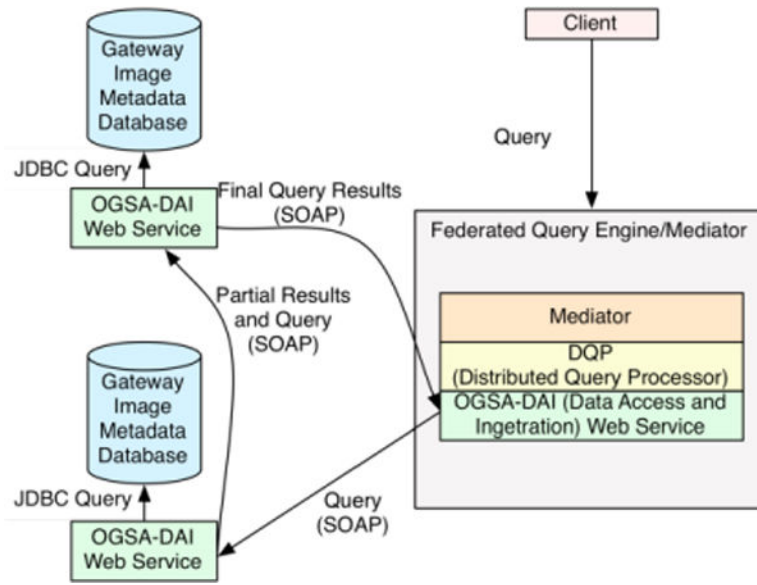 Gateway
Image
Metadata
Database
JDBC Query
OGSA-DAI
Web Service
Final Query Results
(SOAP)
Partial Results
and Query
(SOAP)
Gateway
Image
Metadata
Database
JDBC Query
OGSA-DAI
Web Service
Query
(SOAP)
Client
Query
Federated Query Engine/Mediator
Mediator
DQP
(Distributed Query Processor)
OGSA-DAI (Data Access and
Ingetration) Web Service